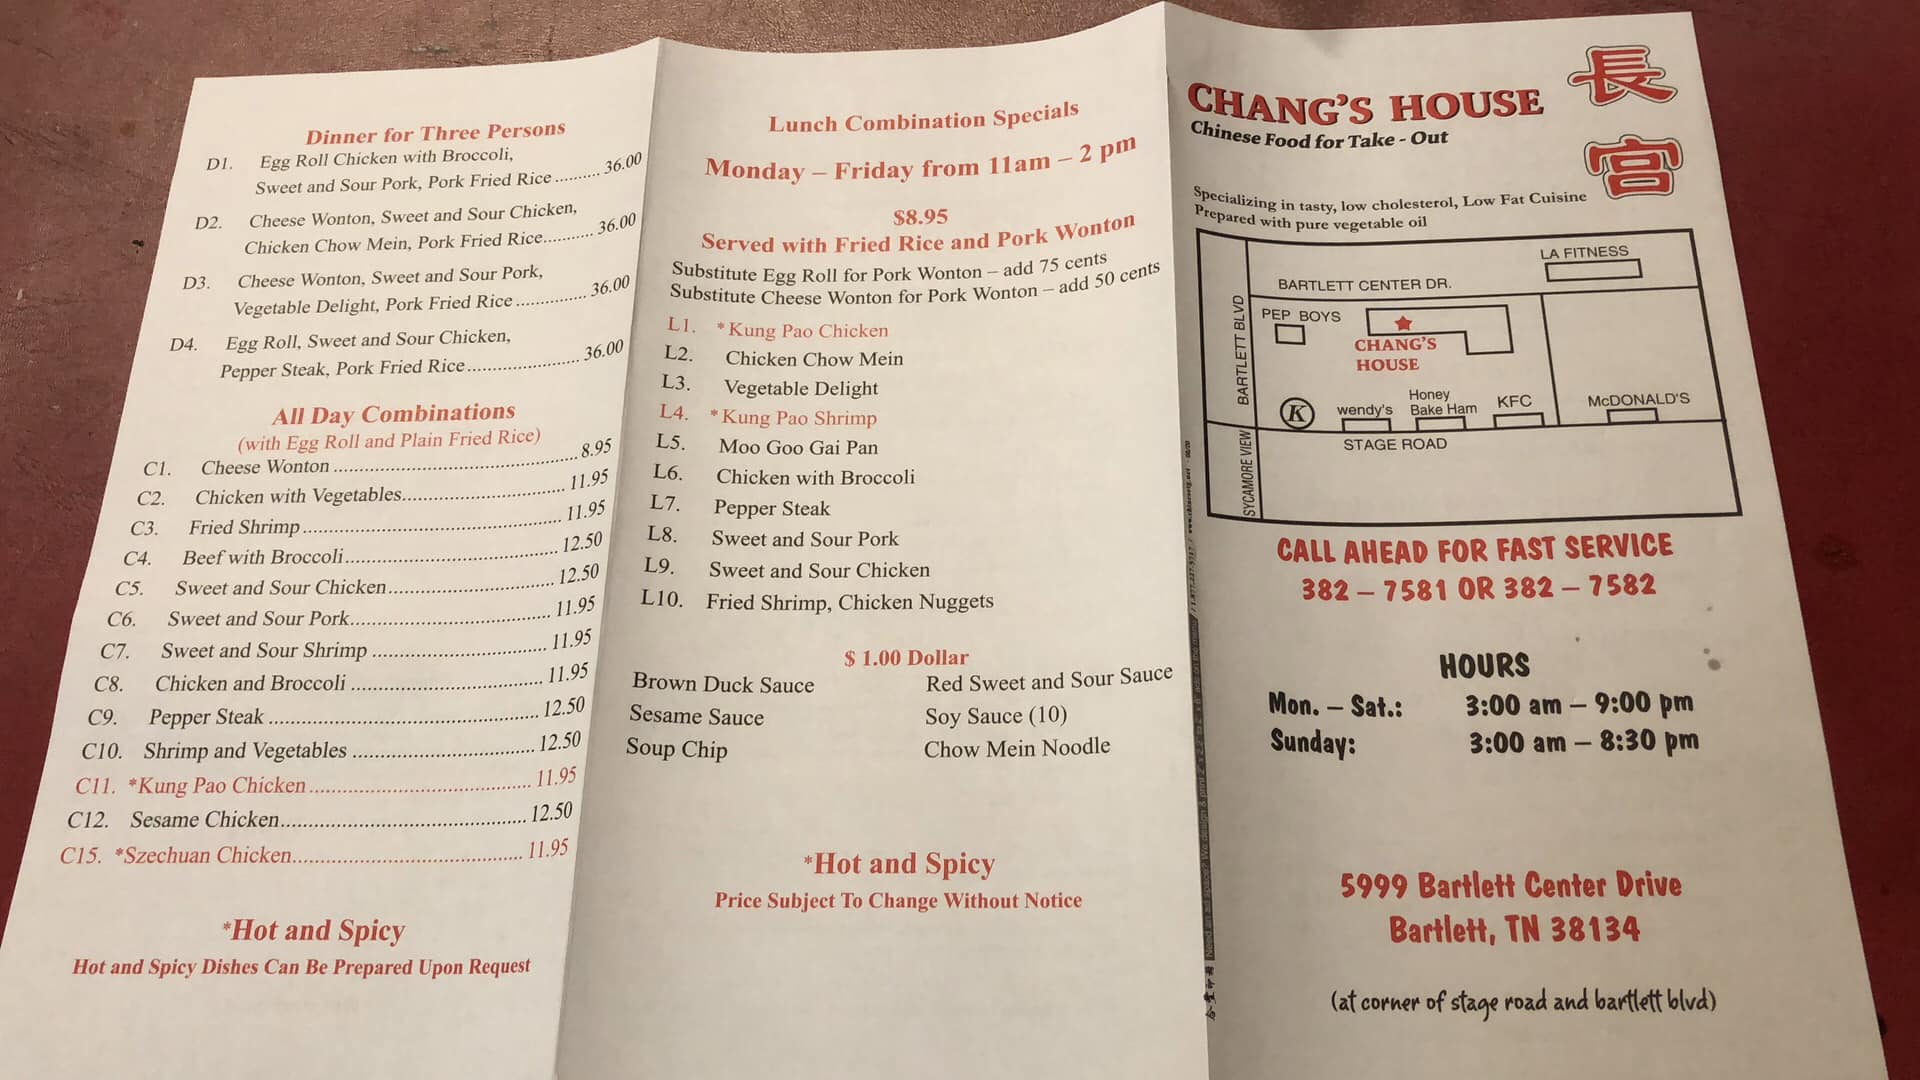 Dinner for Three Persons
D1. Egg Roll Chicken with Broccoli,
Sweet and Sour Pork, Pork Fried Rice ......... 36.00
D2. Cheese Wonton, Sweet and Sour Chicken,
Chicken Chow Mein, Pork Fried Rice.......... 36.00
D3. Cheese Wonton, Sweet and Sour Pork,
Vegetable Delight, Pork Fried Rice .............. 36.00
D4. Egg Roll, Sweet and Sour Chicken,
Pepper Steak, Pork Fried Rice...................... 36.00
All Day Combinations
(with Egg Roll and Plain Fried Rice)
C1. Cheese Wonton ............................................ 8.95
C2. Chicken with Vegetables............................... 11.95
C3. Fried Shrimp ................................................ 11.95
C4. Beef with Broccoli........................................ 12.50
C5. Sweet and Sour Chicken............................... 12.50
C6. Sweet and Sour Pork..................................... 11.95
C7. Sweet and Sour Shrimp ................................ 11.95
C8. Chicken and Broccoli ................................... 11.95
C9. Pepper Steak ................................................. 12.50
C10. Shrimp and Vegetables ................................. 12.50
C11. *Kung Pao Chicken ........................................ 11.95
C12. Sesame Chicken............................................. 12.50
C15. *Szechuan Chicken.......................................... 11.95
*Hot and Spicy
Hot and Spicy Dishes Can Be Prepared Upon Request
Lunch Combination Specials
Monday – Friday from 11am – 2 pm
$8.95
Served with Fried Rice and Pork Wonton
Substitute Egg Roll for Pork Wonton – add 75 cents
Substitute Cheese Wonton for Pork Wonton – add 50 cents
L1. *Kung Pao Chicken
L2. Chicken Chow Mein
L3. Vegetable Delight
L4. *Kung Pao Shrimp
L5. Moo Goo Gai Pan
L6. Chicken with Broccoli
L7. Pepper Steak
L8. Sweet and Sour Pork
L9. Sweet and Sour Chicken
L10. Fried Shrimp, Chicken Nuggets
$ 1.00 Dollar
Brown Duck Sauce Red Sweet and Sour Sauce
Sesame Sauce Soy Sauce (10)
Soup Chip Chow Mein Noodle
*Hot and Spicy
Price Subject To Change Without Notice
CHANG'S HOUSE
Chinese Food for Take - Out
長
宮
Specializing in tasty, low cholesterol, Low Fat Cuisine
Prepared with pure vegetable oil
LA FITNESS
BARTLETT CENTER DR.
BARTLETT BLVD
PEP BOYS
CHANG'S
HOUSE
K
wendy's
Honey
Bake Ham
KFC
McDONALD'S
STAGE ROAD
SYCAMORE VIEW
CALL AHEAD FOR FAST SERVICE
382 – 7581 OR 382 – 7582
HOURS
Mon. – Sat.: 3:00 am – 9:00 pm
Sunday: 3:00 am – 8:30 pm
5999 Bartlett Center Drive
Bartlett, TN 38134
(at corner of stage road and bartlett blvd)